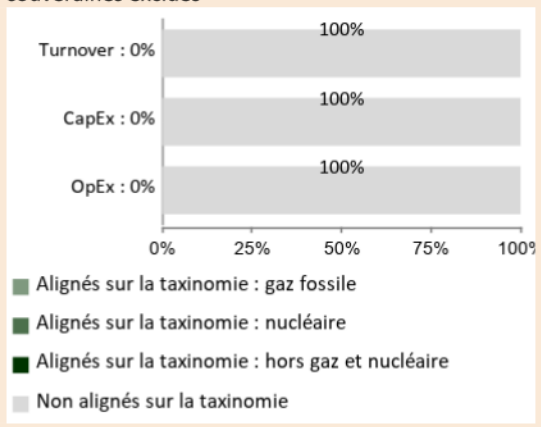 Turnover : 0%
100%
CapEx : 0%
100%
OpEx : 0%
100%
0% 25% 50% 75% 100%
Alignés sur la taxinomie : gaz fossile
Alignés sur la taxinomie : nucléaire
Alignés sur la taxinomie : hors gaz et nucléaire
Non alignés sur la taxinomie